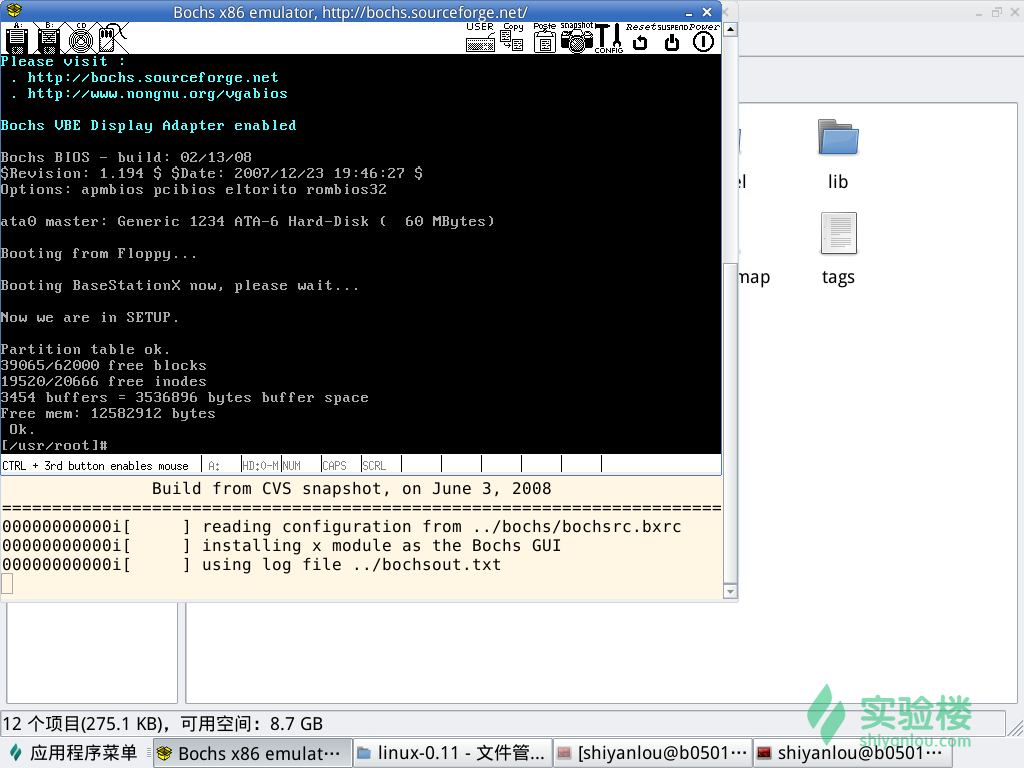 Bochs x86 emulator, http://bochs.sourceforge.net/
A: B: CD USER Copy Paste snapshot CONFIG Reset SUSPEND Power
Please visit :
. http://bochs.sourceforge.net
. http://www.nongnu.org/vgabios
Bochs VBE Display Adapter enabled
Bochs BIOS - build: 02/13/08
$Revision: 1.194 $ $Date: 2007/12/23 19:46:27 $
Options: apmbios pcibios eltorito rombios32
ata0 master: Generic 1234 ATA-6 Hard-Disk (  60 MBytes)
Booting from Floppy...
Booting BaseStationX now, please wait...
Now we are in SETUP.
Partition table ok.
39065/62000 free blocks
19520/20666 free inodes
3454 buffers = 3536896 bytes buffer space
Free mem: 12582912 bytes
Ok.
[/usr/root]#
CTRL + 3rd button enables mouse A: HD:0-M NUM CAPS SCRL
Build from CVS snapshot, on June 3, 2008
========================================================================
00000000000i[      ] reading configuration from ../bochs/bochsrc.bxrc
00000000000i[      ] installing x module as the Bochs GUI
00000000000i[      ] using log file ../bochsout.txt
el
lib
map
tags
12 个项目(275.1 KB)，可用空间：8.7 GB
实验楼
shiyanlou.com
应用程序菜单
Bochs x86 emulat···
linux-0.11 - 文件管...
[shiyanlou@b0501···
shiyanlou@b0501···